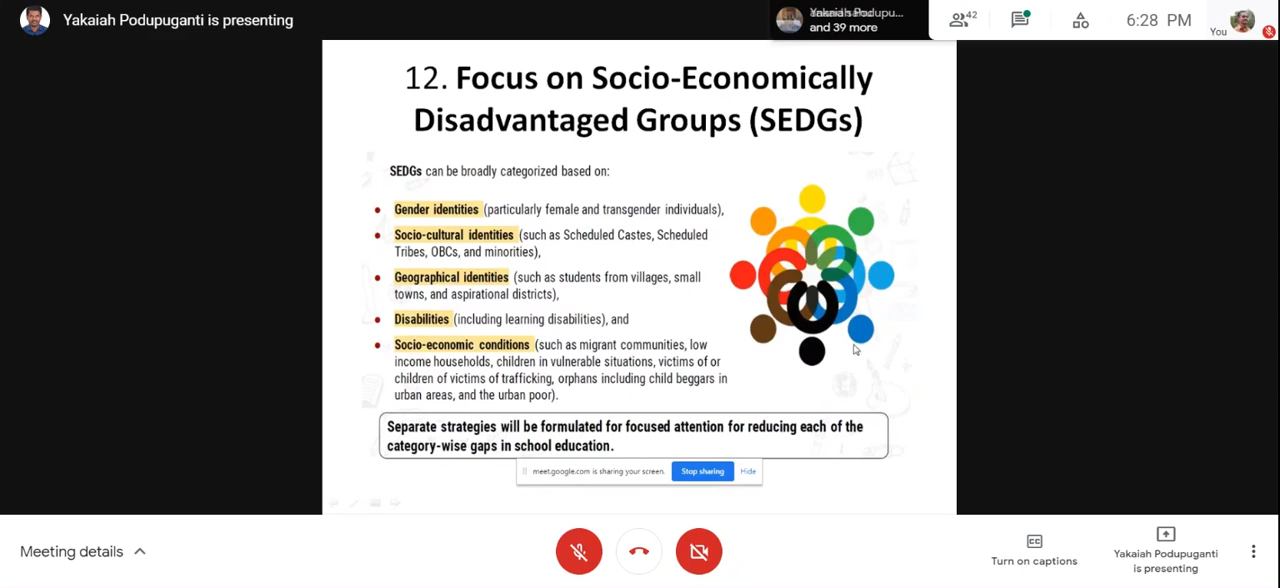 Yakaiah Podupuganti is presenting
Podupu...
and 39 more
42
6:28 PM
You
12. Focus on Socio-Economically
Disadvantaged Groups (SEDGs)
SEDGs can be broadly categorized based on:
• Gender identities (particularly female and transgender individuals),
• Socio-cultural identities (such as Scheduled Castes, Scheduled
Tribes, OBCs, and minorities),
• Geographical identities (such as students from villages, small
towns, and aspirational districts),
• Disabilities (including learning disabilities), and
• Socio-economic conditions (such as migrant communities, low
income households, children in vulnerable situations, victims of or
children of victims of trafficking, orphans including child beggars in
urban areas, and the urban poor).
Separate strategies will be formulated for focused attention for reducing each of the
category-wise gaps in school education.
meet.google.com is sharing your screen.
Stop sharing
Hide
Meeting details
CC
Turn on captions
Yakaiah Podupuganti
is presenting